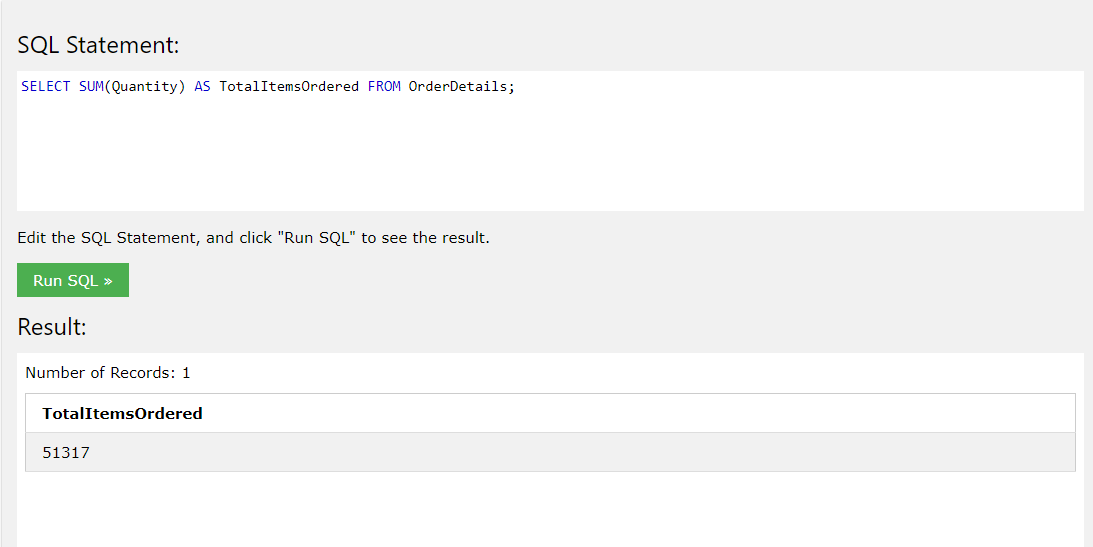 SQL Statement:
SELECT SUM(Quantity) AS TotalItemsOrdered FROM OrderDetails;
Edit the SQL Statement, and click "Run SQL" to see the result.
Run SQL »
Result:
Number of Records: 1
TotalItemsOrdered
51317